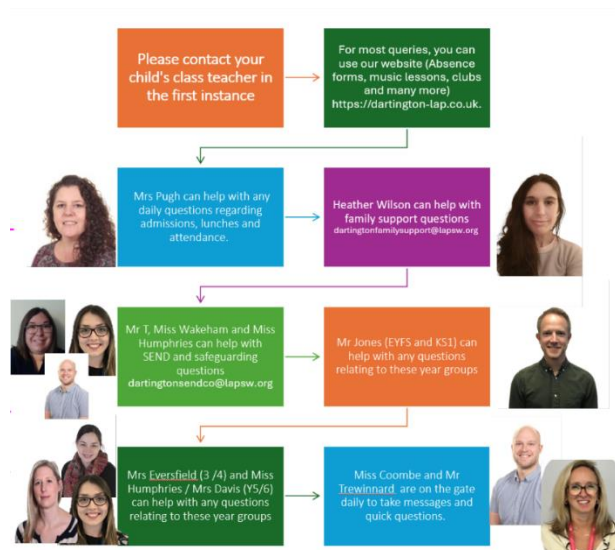 Please contact your
child's class teacher in
the first instance
For most queries, you can
use our website (Absence
forms, music lessons, clubs
and many more)
https://dartington-lap.co.uk.
Mrs Pugh can help with any
daily questions regarding
admissions, lunches and
attendance.
Heather Wilson can help with
family support questions
dartingtonfamilysupport@lapsw.org
Mr T, Miss Wakeham and Miss
Humphries can help with
SEND and safeguarding
questions
dartingtonsendco@lapsw.org
Mr Jones (EYFS and KS1) can
help with any questions
relating to these year groups
Mrs Eversfield (3 /4) and Miss
Humphries / Mrs Davis (Y5/6)
can help with any questions
relating to these year groups
Miss Coombe and Mr
Trewinnard are on the gate
daily to take messages and
quick questions.